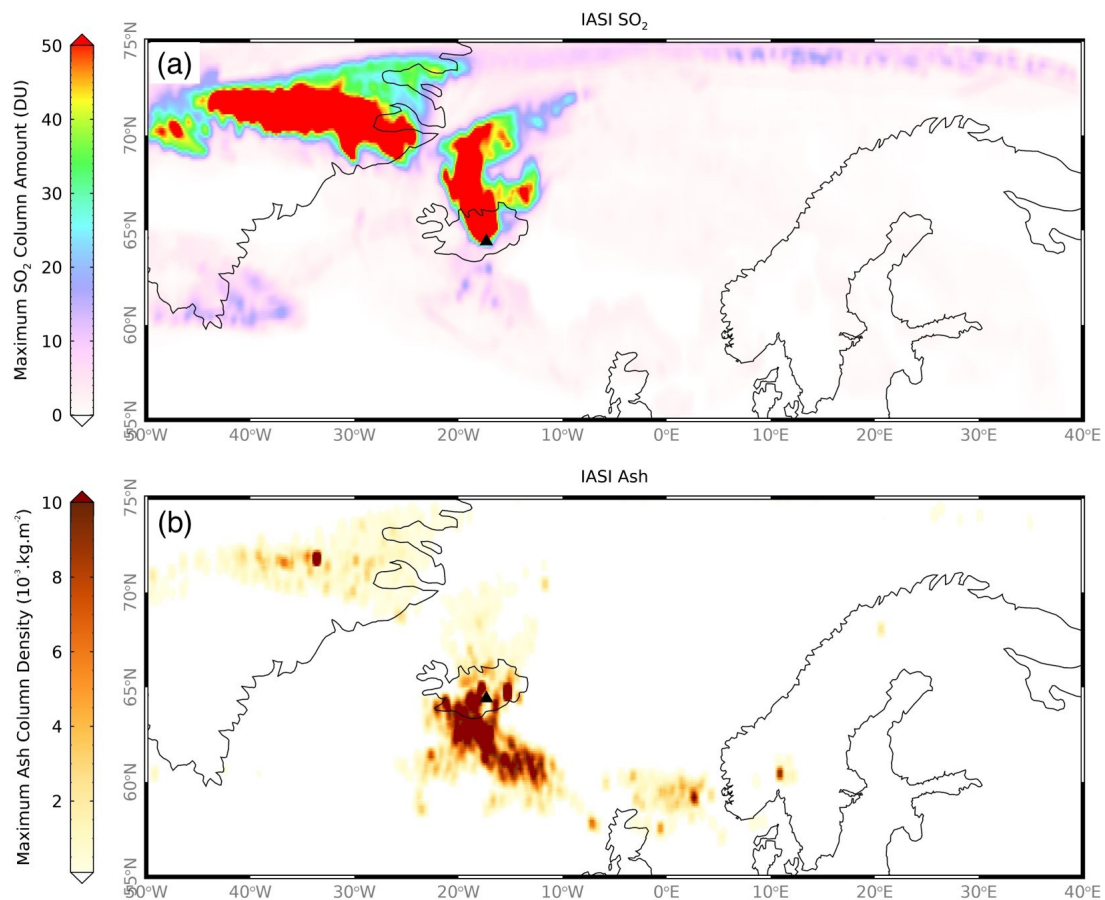 IASI SO₂
(a)
Maximum SO₂ Column Amount (DU)
50
40
30
20
10
0
75°N
70°N
65°N
60°N
55°N
50°W
40°W
30°W
20°W
10°W
0°E
10°E
20°E
30°E
40°E
IASI Ash
(b)
Maximum Ash Column Density (10⁻³.kg.m⁻²)
10
8
6
4
2
75°N
70°N
65°N
60°N
55°N
50°W
40°W
30°W
20°W
10°W
0°E
10°E
20°E
30°E
40°E